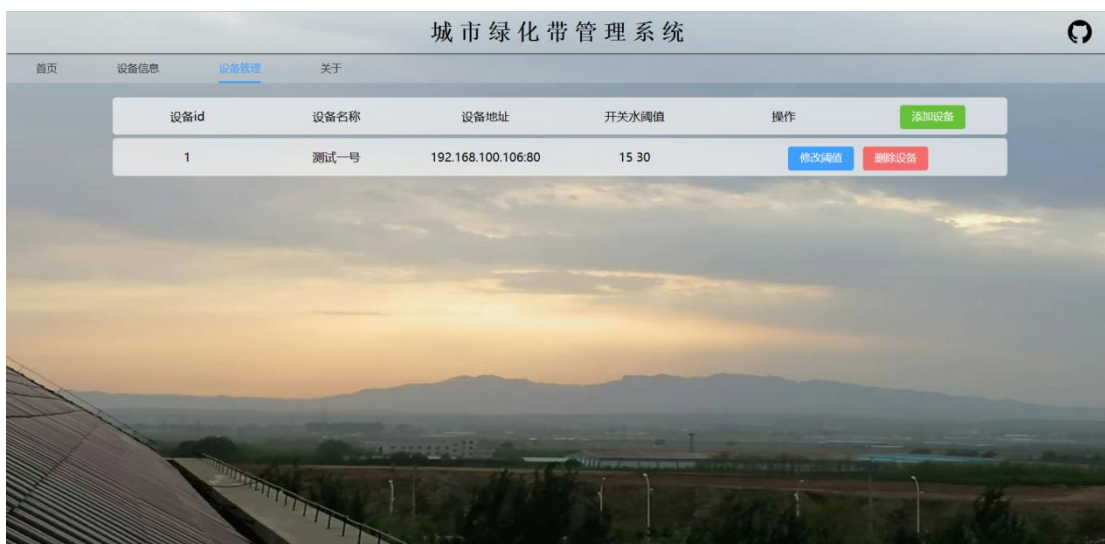 城市绿化带管理系统
首页 设备信息 设备管理 关于
设备id 设备名称 设备地址 开关水阈值 操作 添加设备
1 测试一号 192.168.100.106:80 15 30 修改阈值 删除设备